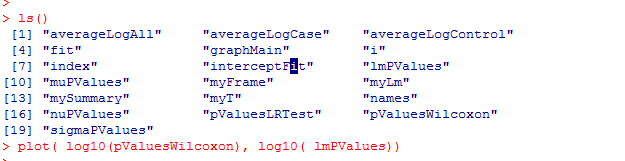 >
> ls()
[1] "averageLogAll" "averageLogCase" "averageLogControl"
[4] "fit" "graphMain" "i"
[7] "index" "interceptFit" "lmPValues"
[10] "muPValues" "myFrame" "myLm"
[13] "mySummary" "myT" "names"
[16] "nuPValues" "pValuesLRTest" "pValuesWilcoxon"
[19] "sigmaPValues"
> plot( log10(pValuesWilcoxon), log10( lmPValues))
>